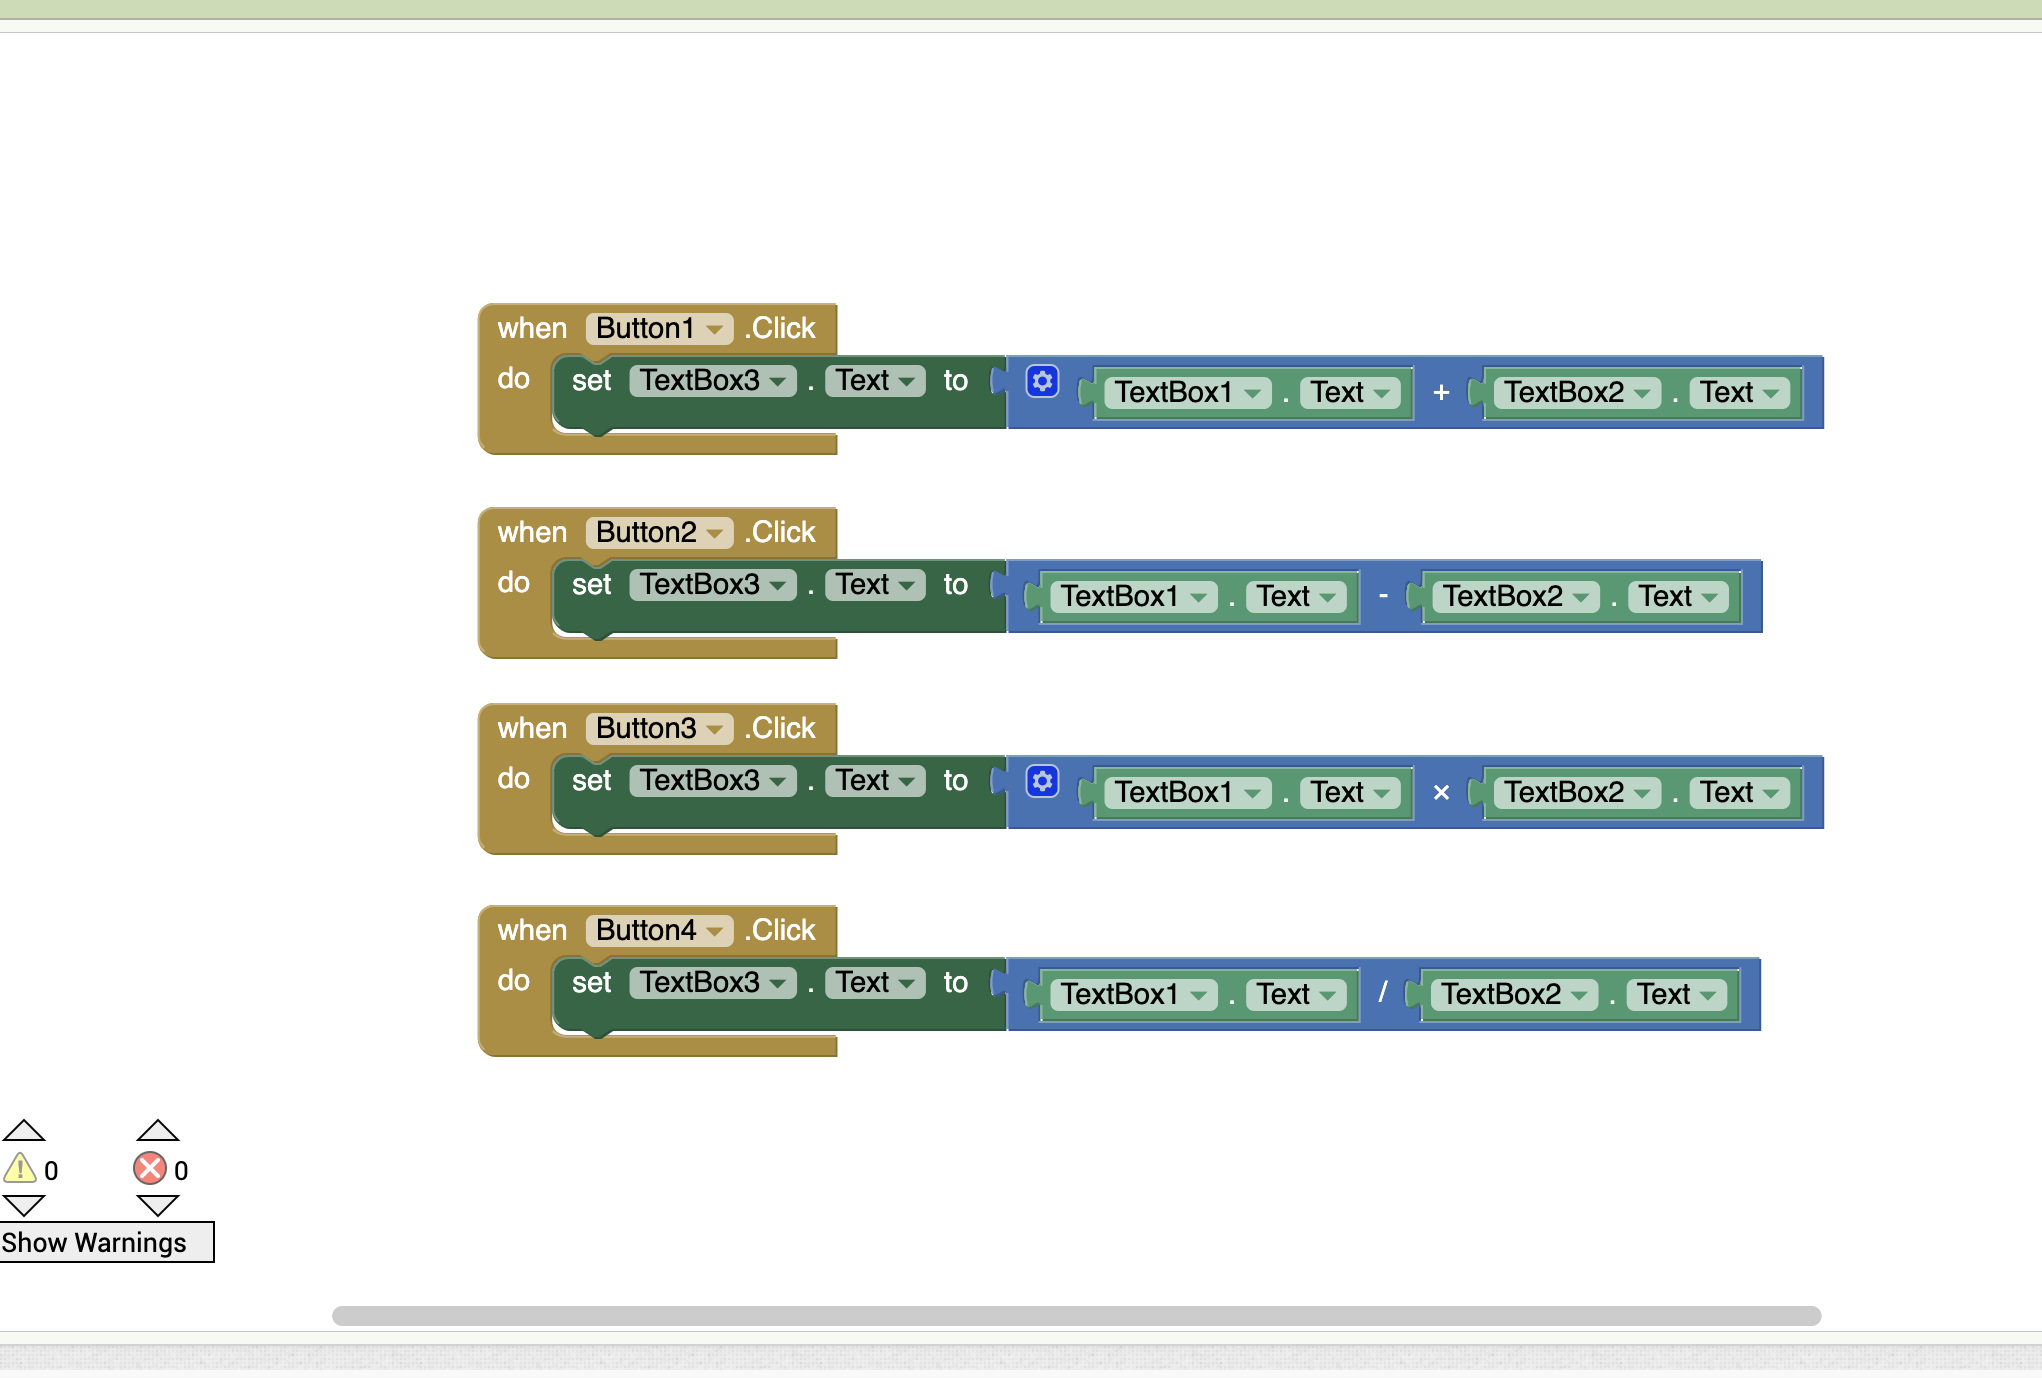 when Button1 .Click
do set TextBox3 . Text to TextBox1 . Text + TextBox2 . Text
when Button2 .Click
do set TextBox3 . Text to TextBox1 . Text - TextBox2 . Text
when Button3 .Click
do set TextBox3 . Text to TextBox1 . Text × TextBox2 . Text
when Button4 .Click
do set TextBox3 . Text to TextBox1 . Text / TextBox2 . Text
0 0
Show Warnings